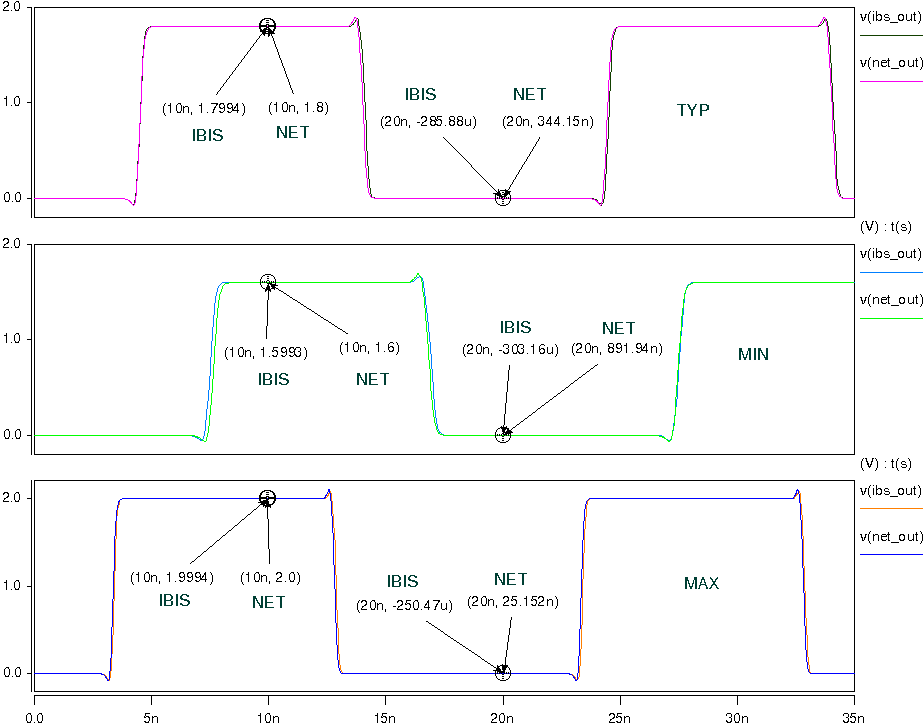 2.0
v(ibs_out)
v(net_out)
(10n, 1.7994)
(10n, 1.8)
IBIS
NET
IBIS
NET
(20n, -285.88u)
(20n, 344.15n)
TYP
1.0
0.0
(V) : t(s)
2.0
v(ibs_out)
v(net_out)
1.0
(10n, 1.5993)
(10n, 1.6)
IBIS
NET
IBIS
NET
(20n, -303.16u)
(20n, 891.94n)
MIN
0.0
(V) : t(s)
2.0
v(ibs_out)
v(net_out)
(10n, 1.9994)
(10n, 2.0)
IBIS
NET
IBIS
NET
(20n, -250.47u)
(20n, 25.152n)
MAX
1.0
0.0
0.0 5n 10n 15n 20n 25n 30n 35n